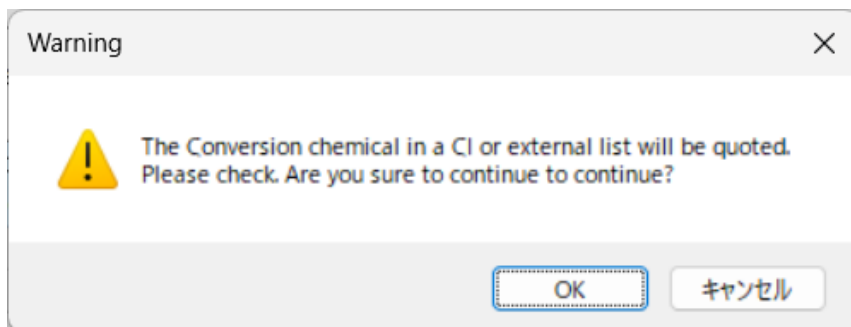 Warning
The Conversion chemical in a CI or external list will be quoted.
Please check. Are you sure to continue to continue?
OK
キャンセル